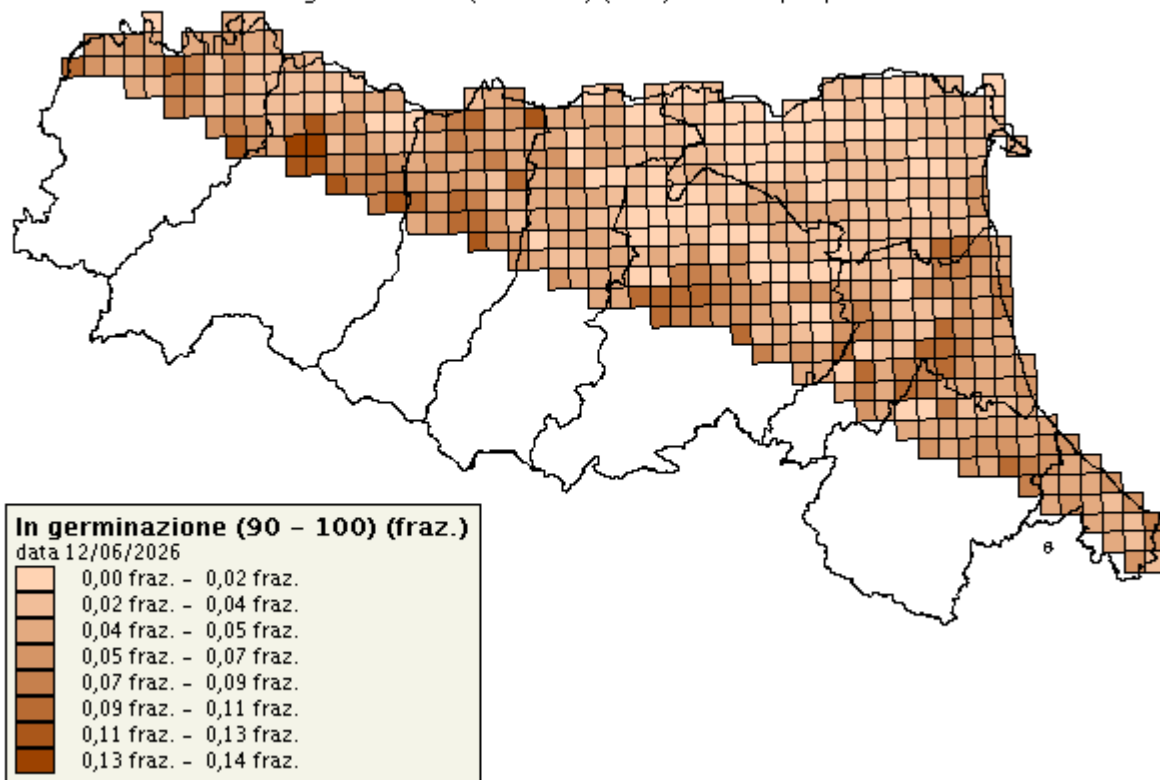 In germinazione (90 – 100) (fraz.)
data 12/06/2026
0,00 fraz. – 0,02 fraz.
0,02 fraz. – 0,04 fraz.
0,04 fraz. – 0,05 fraz.
0,05 fraz. – 0,07 fraz.
0,07 fraz. – 0,09 fraz.
0,09 fraz. – 0,11 fraz.
0,11 fraz. – 0,13 fraz.
0,13 fraz. – 0,14 fraz.